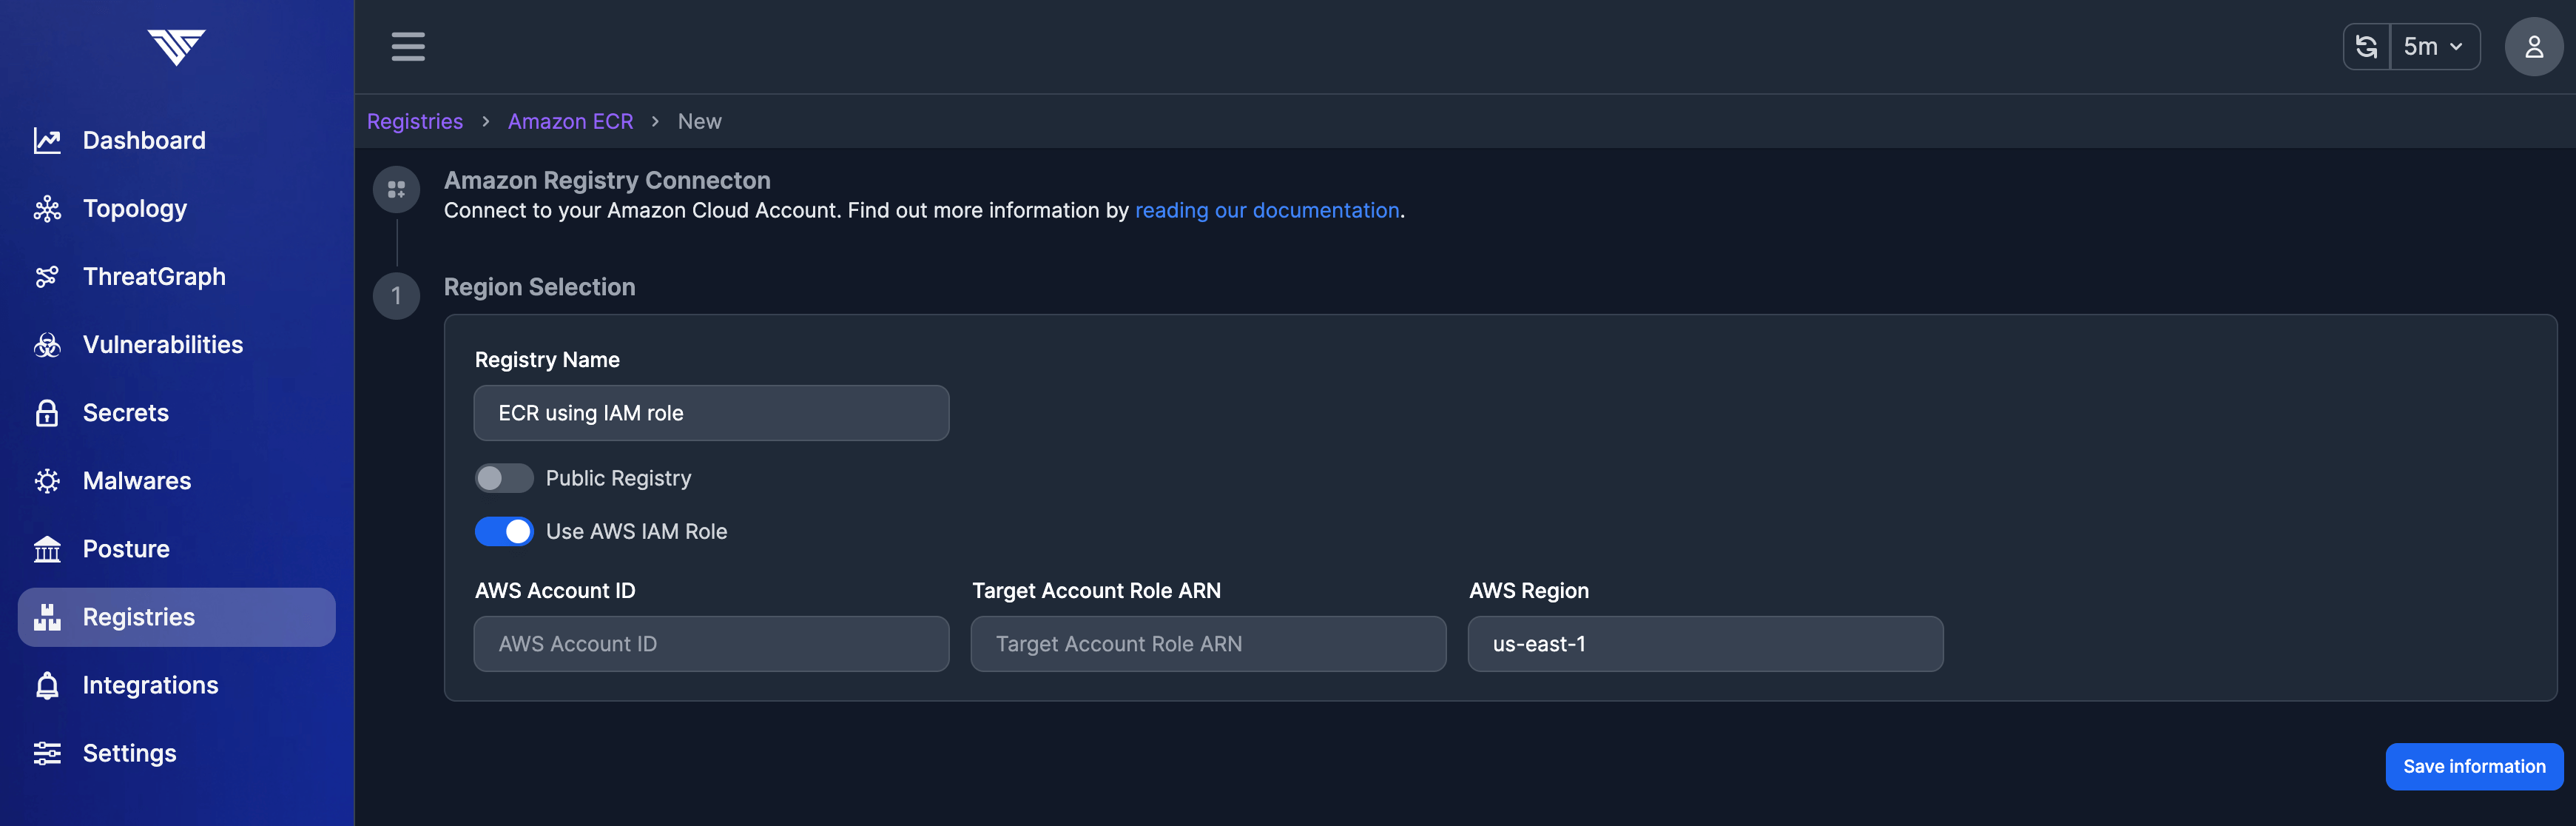 5m
Registries > Amazon ECR > New
Dashboard
Topology
ThreatGraph
Vulnerabilities
Secrets
Malwares
Posture
Registries
Integrations
Settings
Amazon Registry Connecton
Connect to your Amazon Cloud Account. Find out more information by reading our documentation.
1
Region Selection
Registry Name
ECR using IAM role
Public Registry
Use AWS IAM Role
AWS Account ID
Target Account Role ARN
AWS Region
AWS Account ID
Target Account Role ARN
us-east-1
Save information